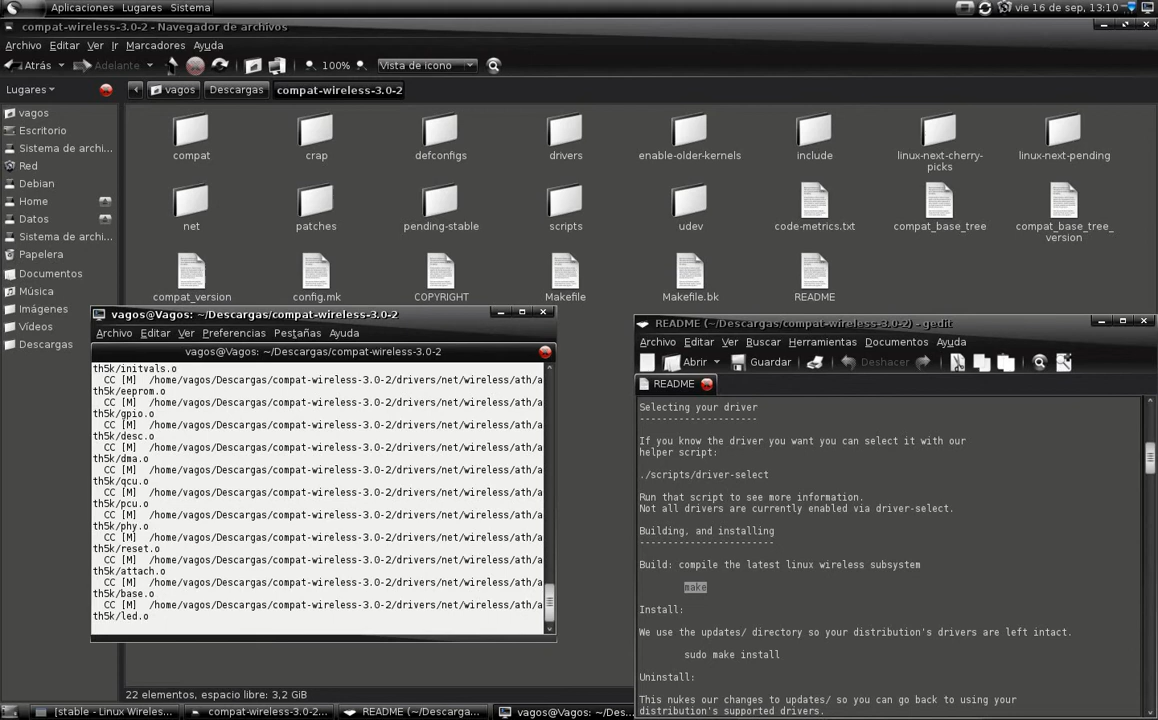 Aplicaciones Lugares Sistema
vie 16 de sep, 13:10
compat-wireless-3.0-2 - Navegador de archivos
Archivo Editar Ver Ir Marcadores Ayuda
Atrás Adelante 100% Vista de icono
Lugares vagos Descargas compat-wireless-3.0-2
vagos
Escritorio
Sistema de archi...
Red
Debian
Home
Datos
Sistema de archi...
Papelera
Documentos
Música
Imágenes
Vídeos
Descargas
compat crap defconfigs drivers enable-older-kernels include linux-next-cherry-picks linux-next-pending
net patches pending-stable scripts udev code-metrics.txt compat_base_tree compat_base_tree_version
compat_version config.mk COPYRIGHT Makefile Makefile.bk README
vagos@Vagos: ~/Descargas/compat-wireless-3.0-2
Archivo Editar Ver Preferencias Pestañas Ayuda
vagos@Vagos: ~/Descargas/compat-wireless-3.0-2
th5k/initvals.o
CC [M] /home/vagos/Descargas/compat-wireless-3.0-2/drivers/net/wireless/ath/a
th5k/eeprom.o
CC [M] /home/vagos/Descargas/compat-wireless-3.0-2/drivers/net/wireless/ath/a
th5k/gpio.o
CC [M] /home/vagos/Descargas/compat-wireless-3.0-2/drivers/net/wireless/ath/a
th5k/desc.o
CC [M] /home/vagos/Descargas/compat-wireless-3.0-2/drivers/net/wireless/ath/a
th5k/dma.o
CC [M] /home/vagos/Descargas/compat-wireless-3.0-2/drivers/net/wireless/ath/a
th5k/qcu.o
CC [M] /home/vagos/Descargas/compat-wireless-3.0-2/drivers/net/wireless/ath/a
th5k/pcu.o
CC [M] /home/vagos/Descargas/compat-wireless-3.0-2/drivers/net/wireless/ath/a
th5k/phy.o
CC [M] /home/vagos/Descargas/compat-wireless-3.0-2/drivers/net/wireless/ath/a
th5k/reset.o
CC [M] /home/vagos/Descargas/compat-wireless-3.0-2/drivers/net/wireless/ath/a
th5k/attach.o
CC [M] /home/vagos/Descargas/compat-wireless-3.0-2/drivers/net/wireless/ath/a
th5k/base.o
CC [M] /home/vagos/Descargas/compat-wireless-3.0-2/drivers/net/wireless/ath/a
th5k/led.o
README (~/Descargas/compat-wireless-3.0-2) - gedit
Archivo Editar Ver Buscar Herramientas Documentos Ayuda
Abrir Guardar Deshacer
README
Selecting your driver
---------------------
If you know the driver you want you can select it with our
helper script:
./scripts/driver-select
Run that script to see more information.
Not all drivers are currently enabled via driver-select.
Building, and installing
------------------------
Build: compile the latest linux wireless subsystem
make
Install:
We use the updates/ directory so your distribution's drivers are left intact.
sudo make install
Uninstall:
This nukes our changes to updates/ so you can go back to using your
distribution's supported drivers.
22 elementos, espacio libre: 3,2 GiB
[stable - Linux Wireles... compat-wireless-3.0-2... README (~/Descarga... vagos@Vagos: ~/Des...